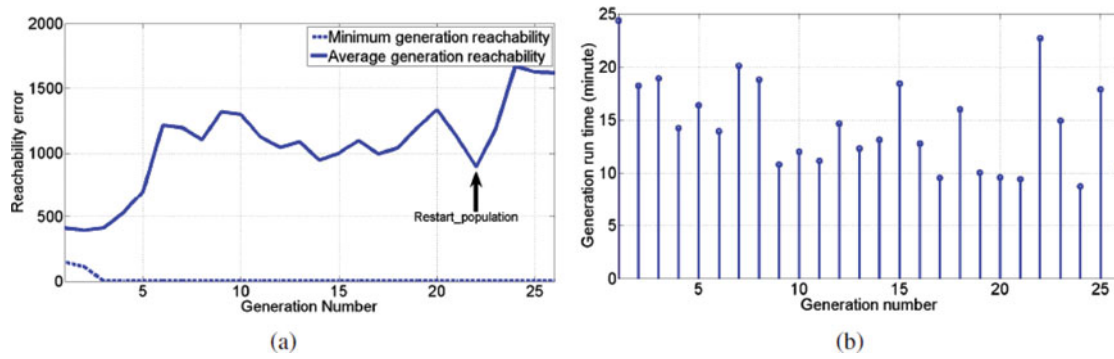 2000
1500
1000
500
0
Reachability error
Minimum generation reachability
Average generation reachability
Restart_population
5 10 15 20 25
Generation Number
(a)
25
20
15
10
5
0
Generation run time (minute)
5 10 15 20 25
Generation number
(b)